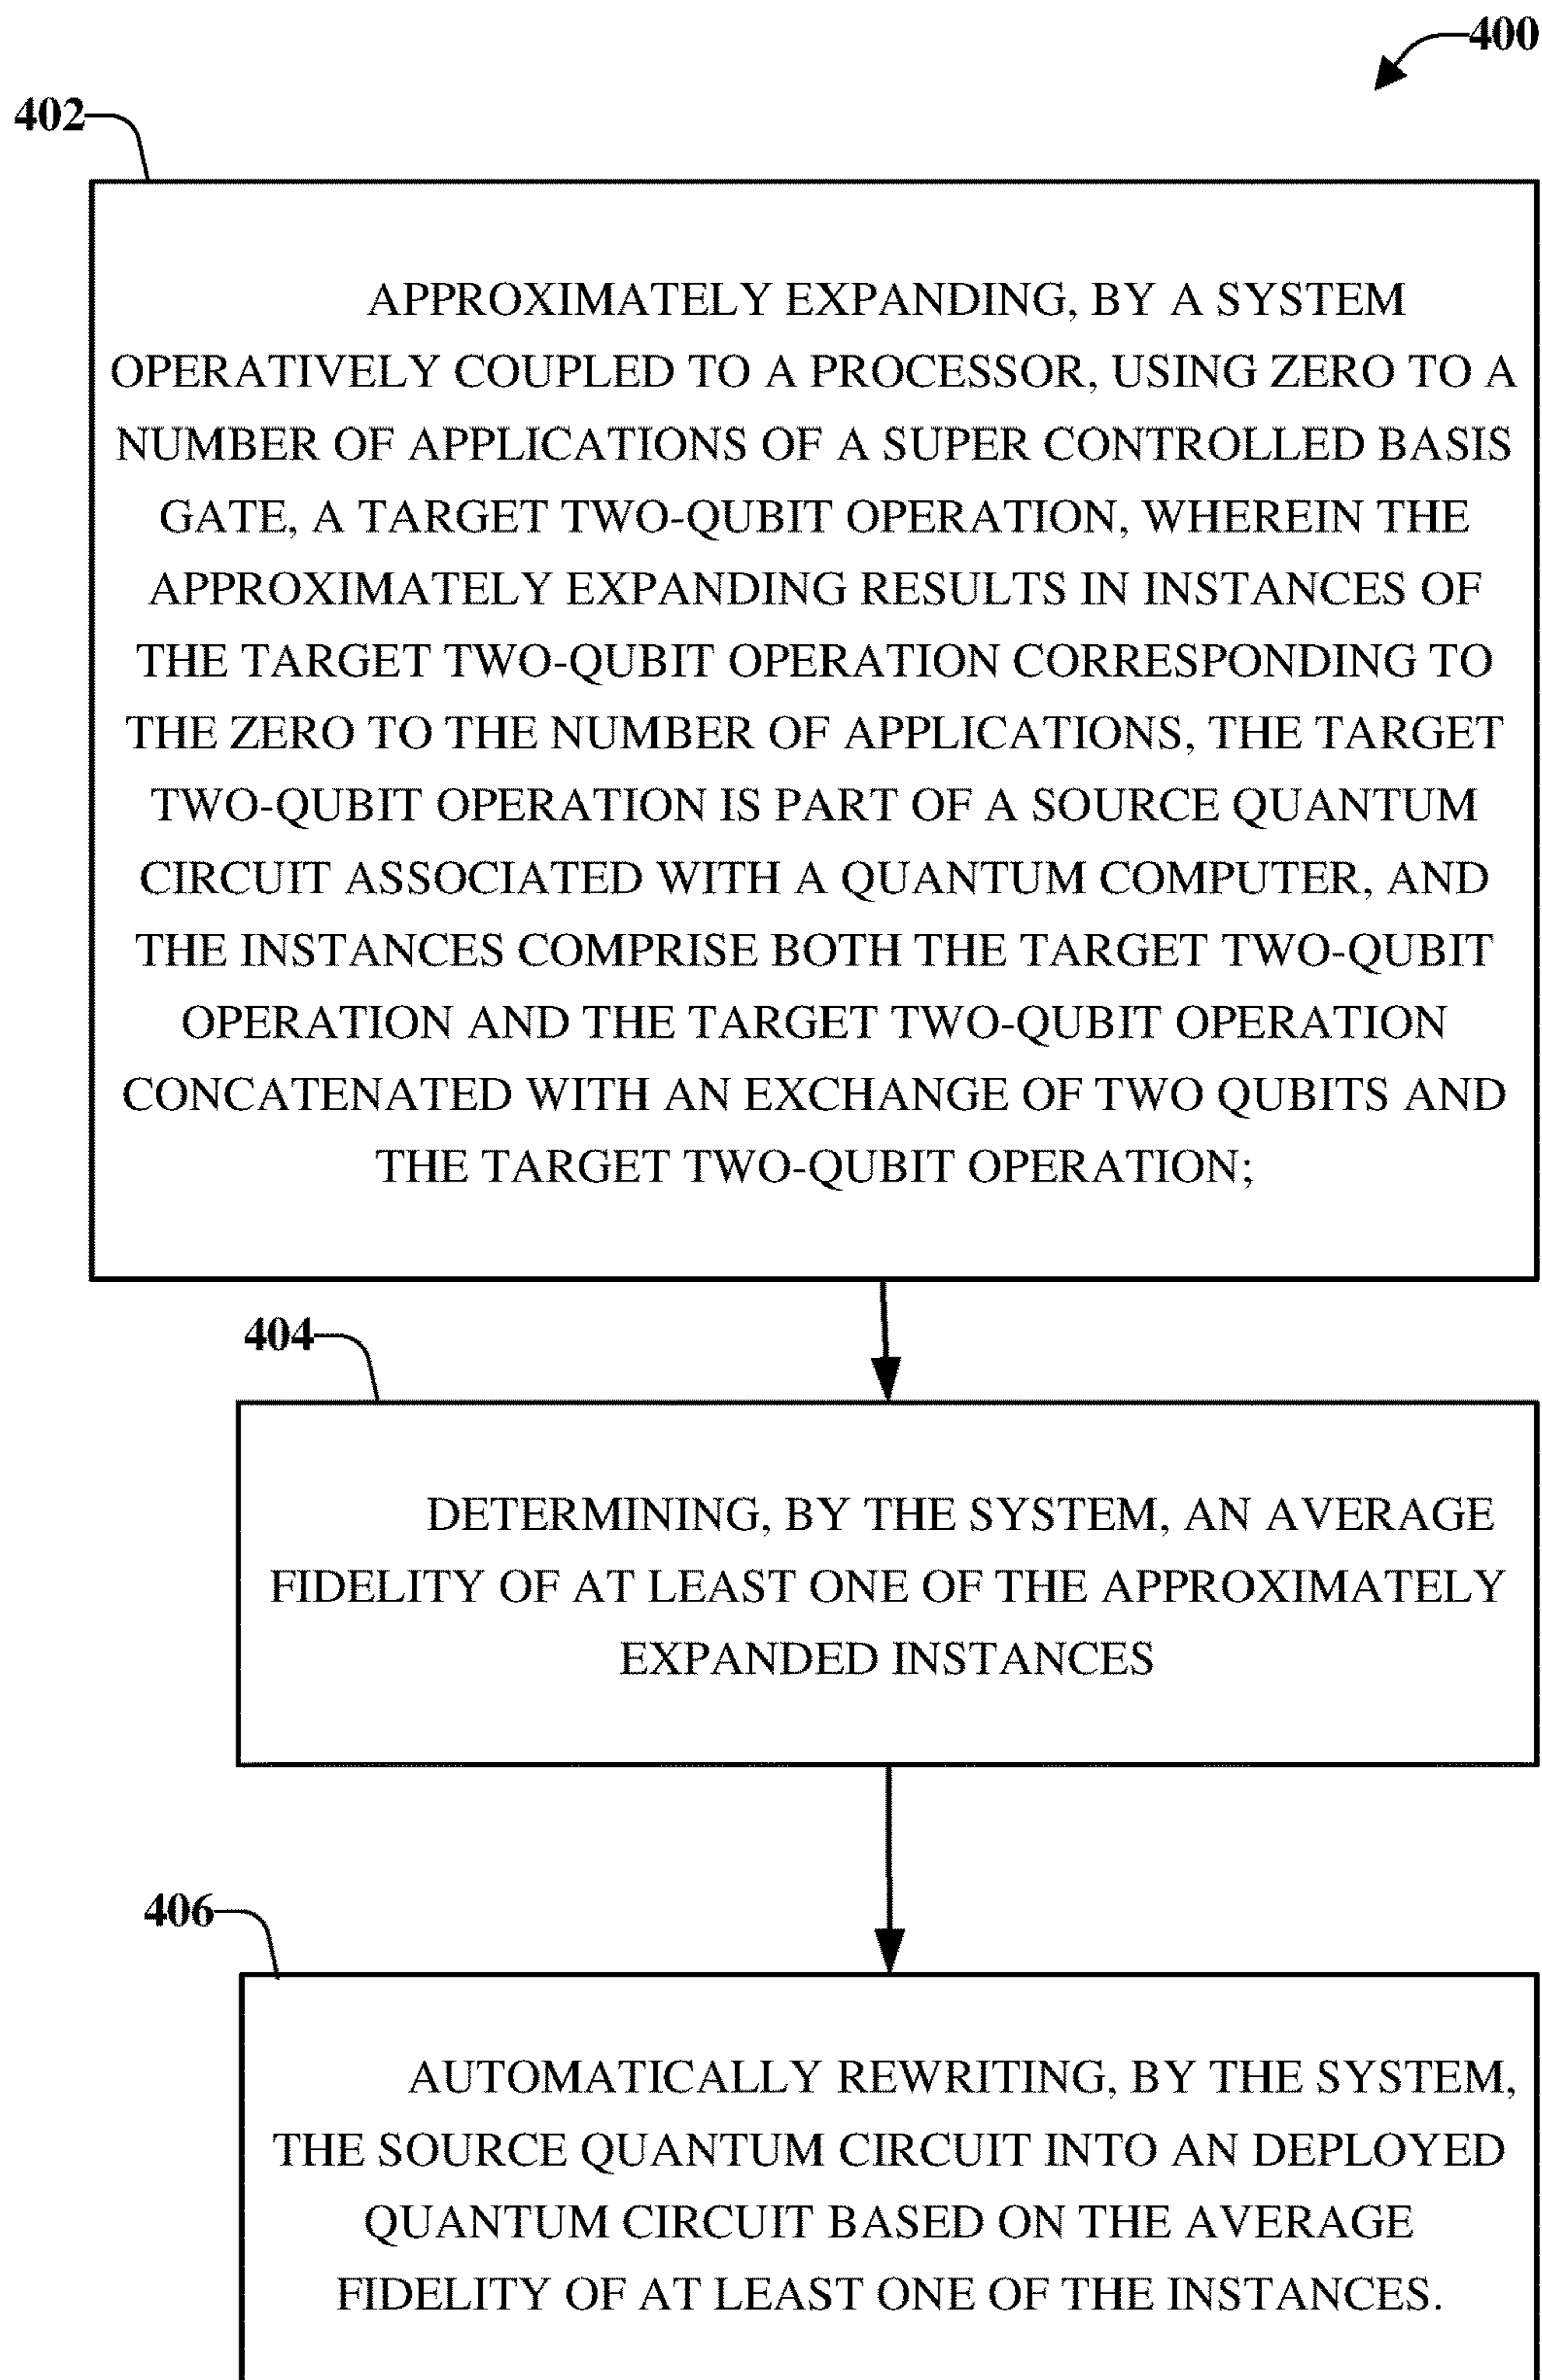 400
402
APPROXIMATELY EXPANDING, BY A SYSTEM
OPERATIVELY COUPLED TO A PROCESSOR, USING ZERO TO A
NUMBER OF APPLICATIONS OF A SUPER CONTROLLED BASIS
GATE, A TARGET TWO-QUBIT OPERATION, WHEREIN THE
APPROXIMATELY EXPANDING RESULTS IN INSTANCES OF
THE TARGET TWO-QUBIT OPERATION CORRESPONDING TO
THE ZERO TO THE NUMBER OF APPLICATIONS, THE TARGET
TWO-QUBIT OPERATION IS PART OF A SOURCE QUANTUM
CIRCUIT ASSOCIATED WITH A QUANTUM COMPUTER, AND
THE INSTANCES COMPRISE BOTH THE TARGET TWO-QUBIT
OPERATION AND THE TARGET TWO-QUBIT OPERATION
CONCATENATED WITH AN EXCHANGE OF TWO QUBITS AND
THE TARGET TWO-QUBIT OPERATION;
404
DETERMINING, BY THE SYSTEM, AN AVERAGE
FIDELITY OF AT LEAST ONE OF THE APPROXIMATELY
EXPANDED INSTANCES
406
AUTOMATICALLY REWRITING, BY THE SYSTEM,
THE SOURCE QUANTUM CIRCUIT INTO AN DEPLOYED
QUANTUM CIRCUIT BASED ON THE AVERAGE
FIDELITY OF AT LEAST ONE OF THE INSTANCES.